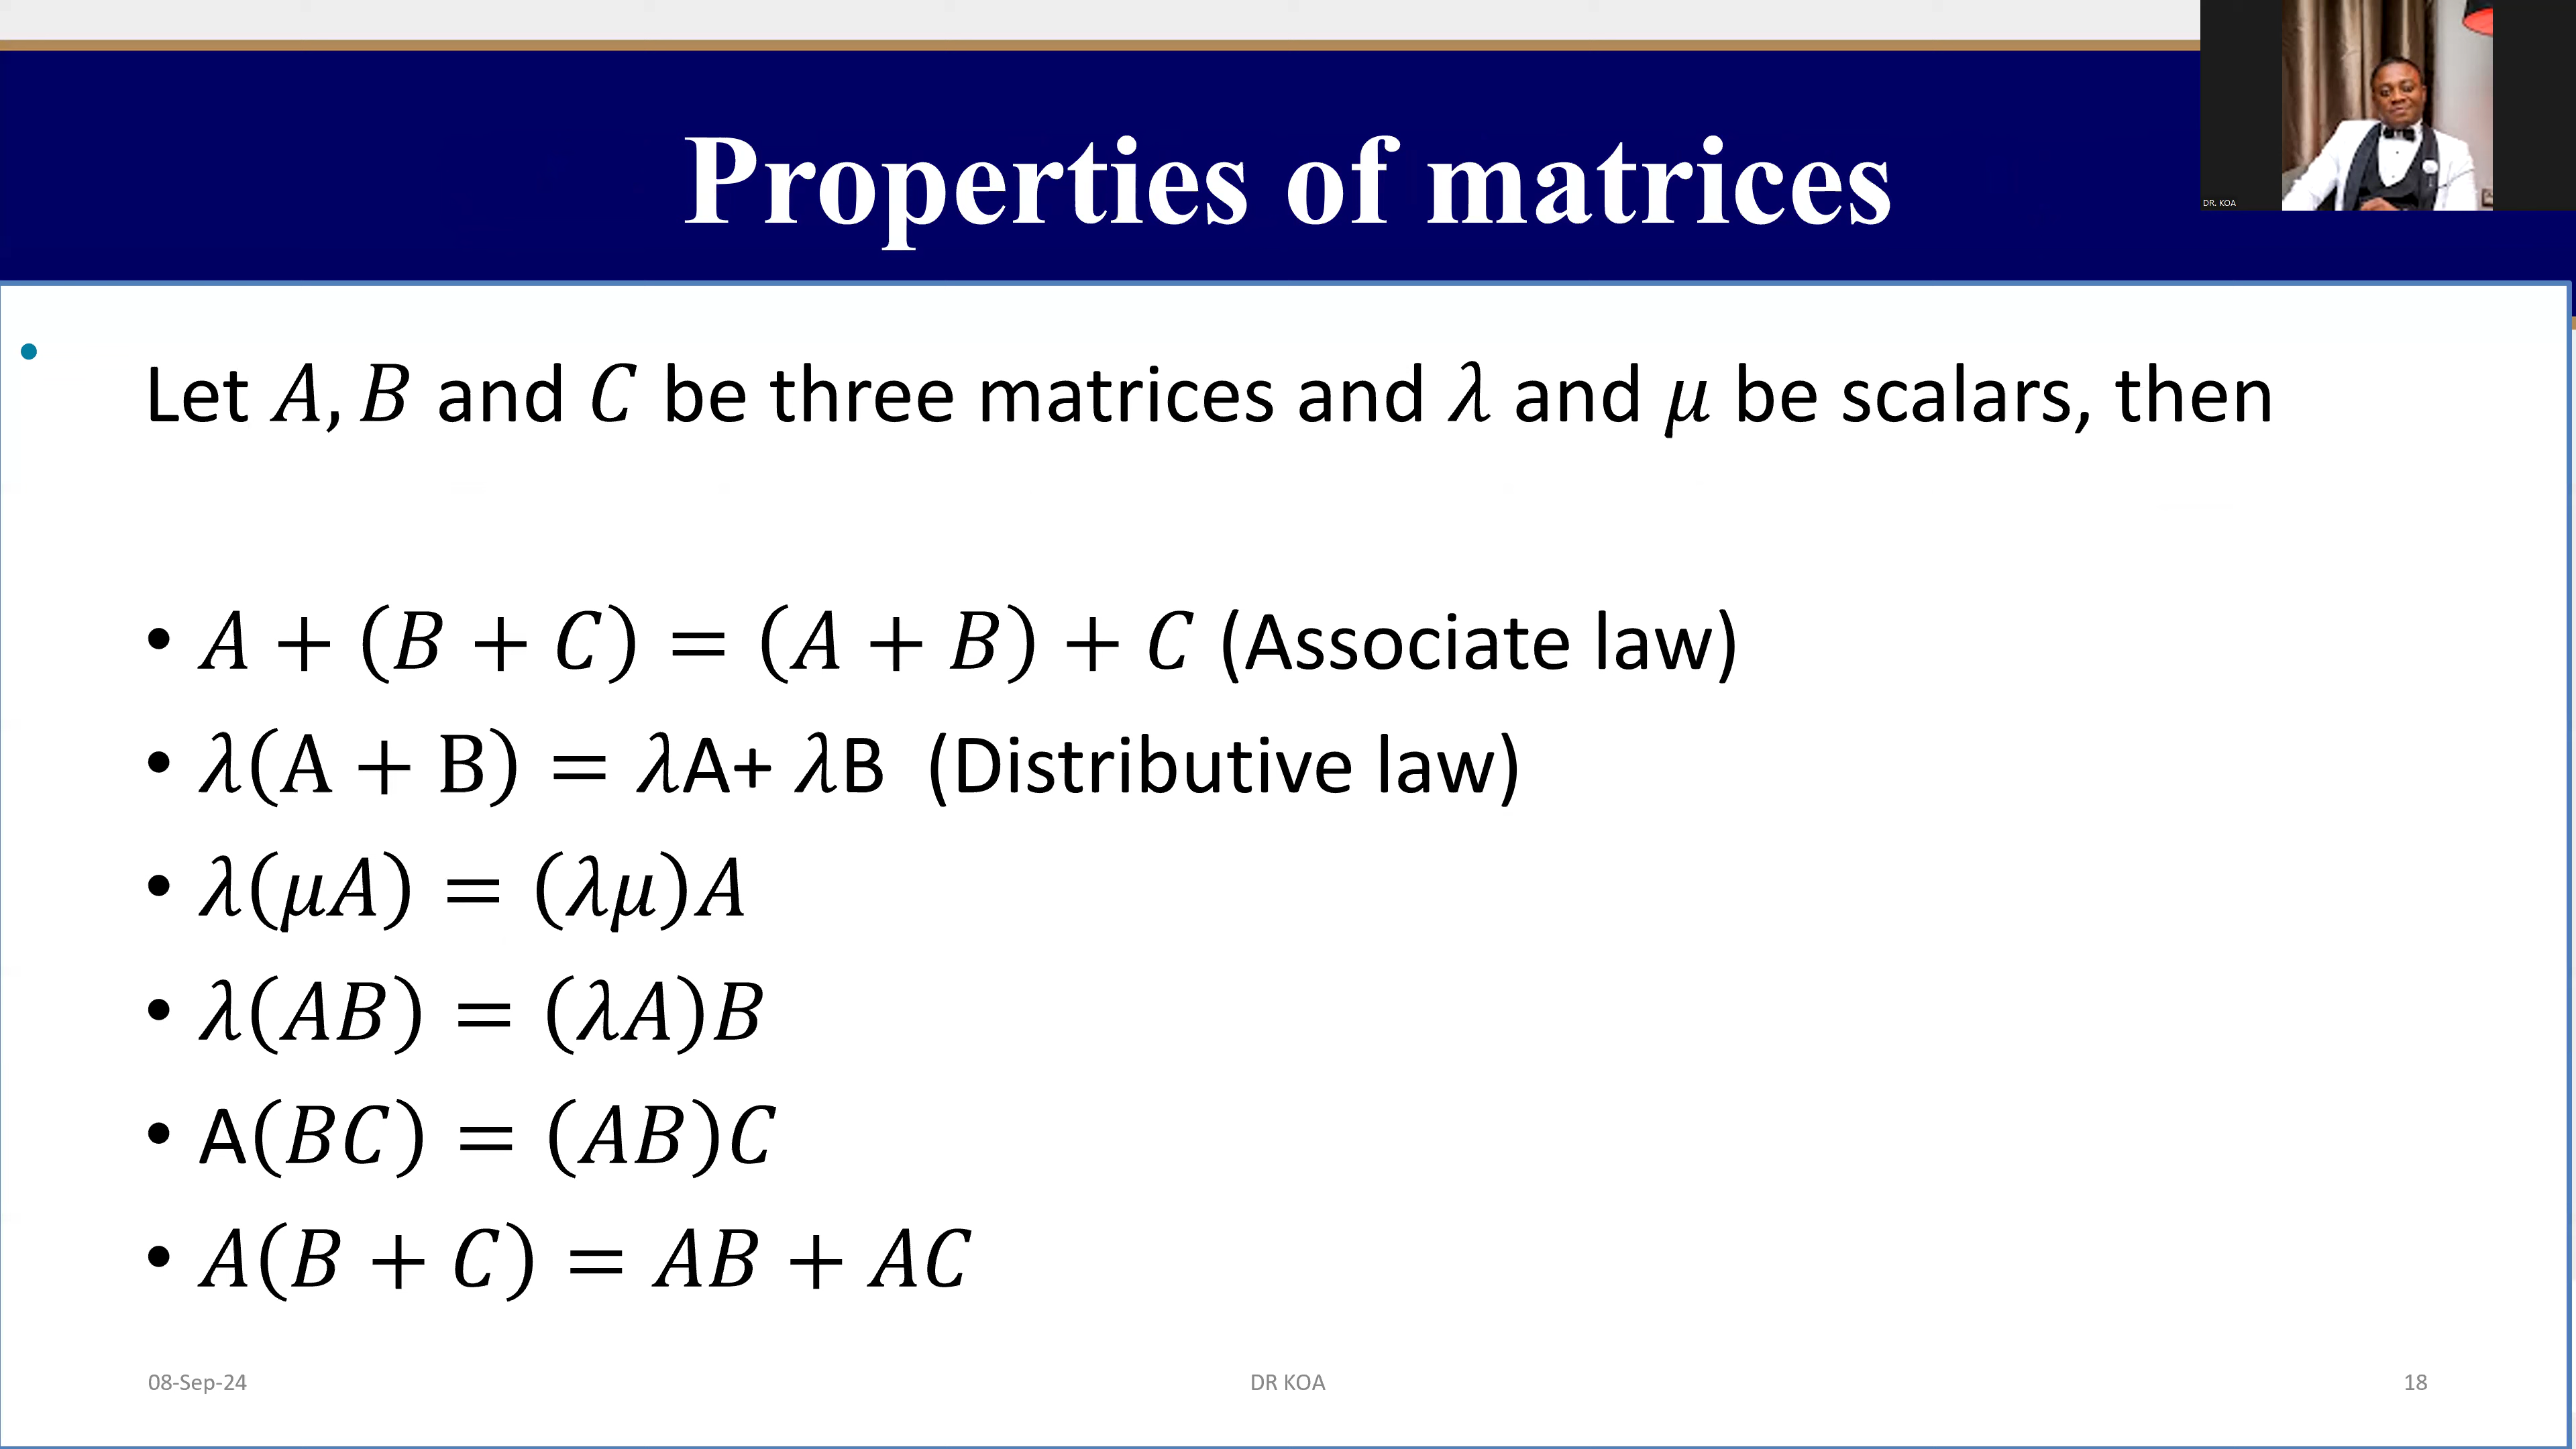 Properties of matrices
DR. KOA
• Let 𝐴, 𝐵 and 𝐶 be three matrices and 𝜆 and 𝜇 be scalars, then
• 𝐴 + (𝐵 + 𝐶) = (𝐴 + 𝐵) + 𝐶 (Associate law)
• 𝜆(A + B) = 𝜆A+ 𝜆B (Distributive law)
• 𝜆(𝜇𝐴) = (𝜆𝜇)𝐴
• 𝜆(𝐴𝐵) = (𝜆𝐴)𝐵
• A(𝐵𝐶) = (𝐴𝐵)𝐶
• 𝐴(𝐵 + 𝐶) = 𝐴𝐵 + 𝐴𝐶
08-Sep-24 DR KOA 18